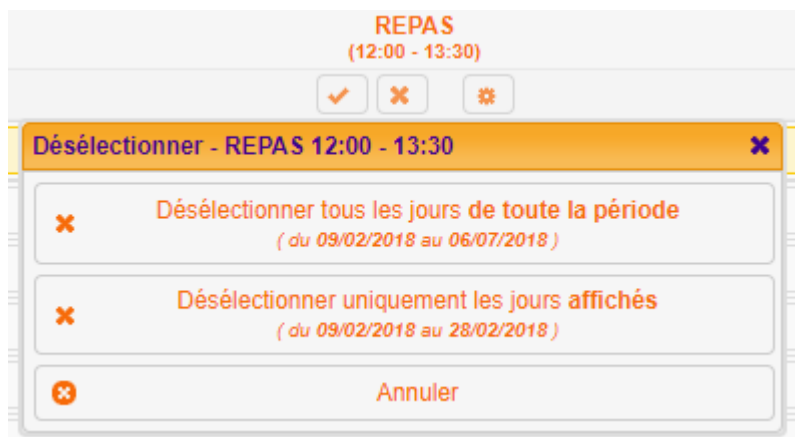 REPAS
(12:00 - 13:30)
Désélectionner - REPAS 12:00 - 13:30
Désélectionner tous les jours de toute la période
( du 09/02/2018 au 06/07/2018 )
Désélectionner uniquement les jours affichés
( du 09/02/2018 au 28/02/2018 )
Annuler